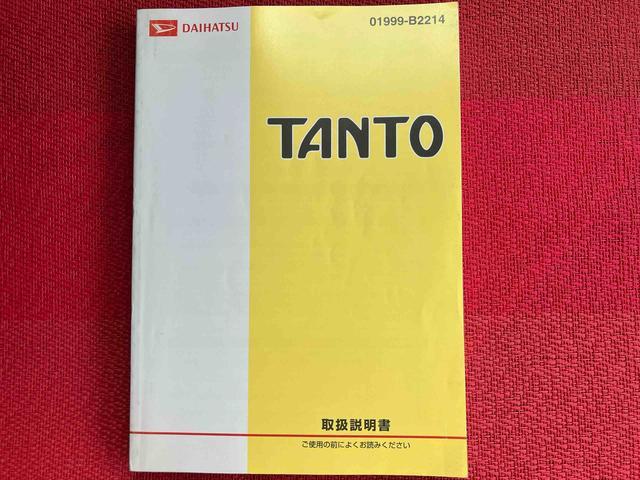 DAIHATSU
01999-B2214
TANTO
取扱説明書
ご使用の前によくお読みください